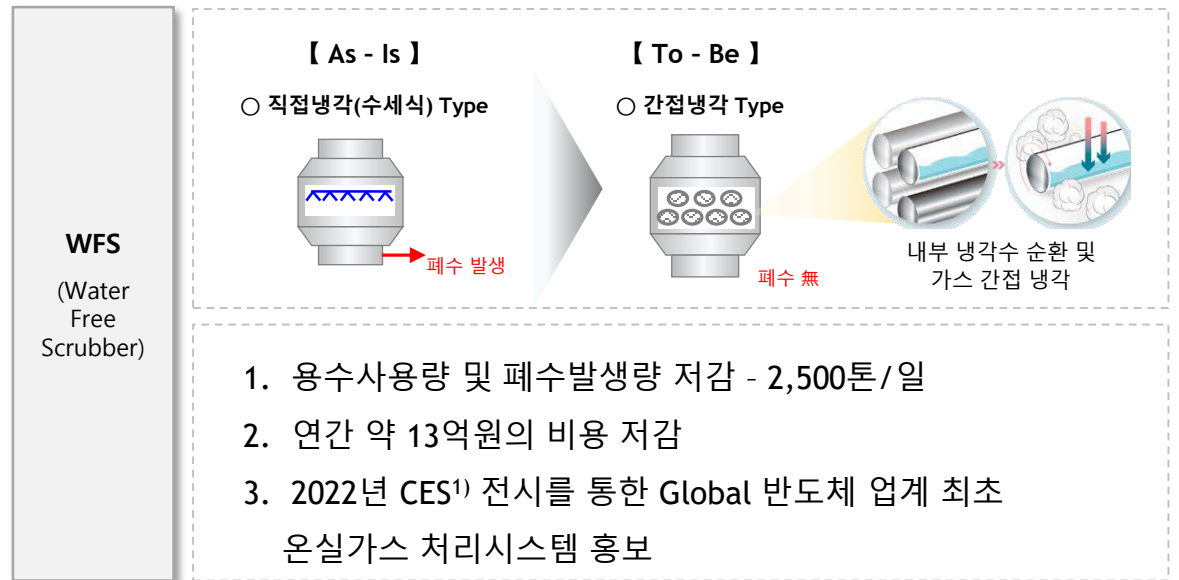 WFS
(Water
Free
Scrubber)
【 As – Is 】
【 To – Be 】
○ 직접냉각(수세식) Type
○ 간접냉각 Type
폐수 발생
폐수 無
내부 냉각수 순환 및
가스 간접 냉각
1. 용수사용량 및 폐수발생량 저감 – 2,500톤/일
2. 연간 약 13억원의 비용 저감
3. 2022년 CES¹⁾ 전시를 통한 Global 반도체 업계 최초
온실가스 처리시스템 홍보